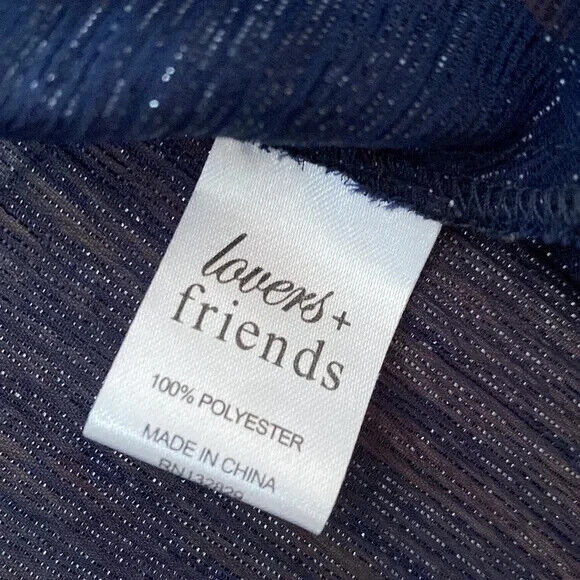 lovers +
friends
100% POLYESTER
MADE IN CHINA